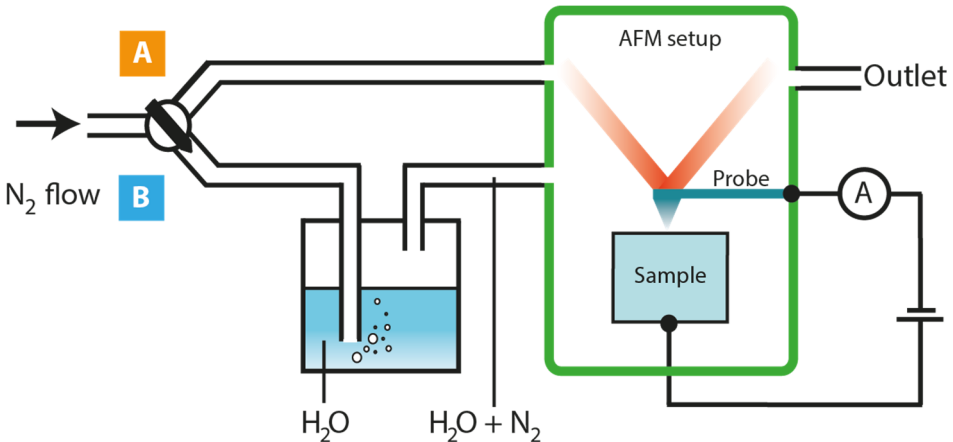 AFM setup
A
Outlet
N₂ flow
B
Probe
A
Sample
H₂O
H₂O + N₂